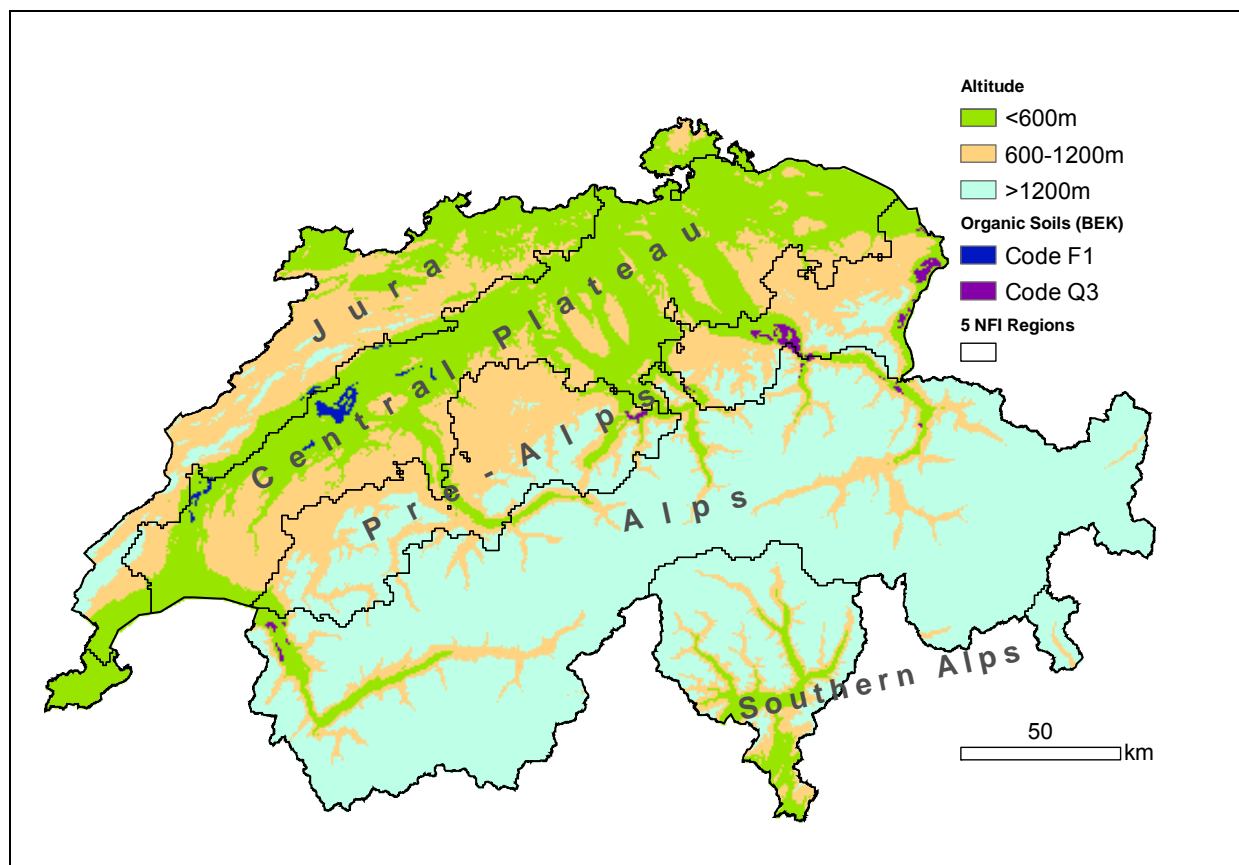 Altitude
<600m
600-1200m
>1200m
Organic Soils (BEK)
Code F1
Code Q3
5 NFI Regions
Jura
Central Plateau
Pre-Alps
Alps
Southern Alps
50
km